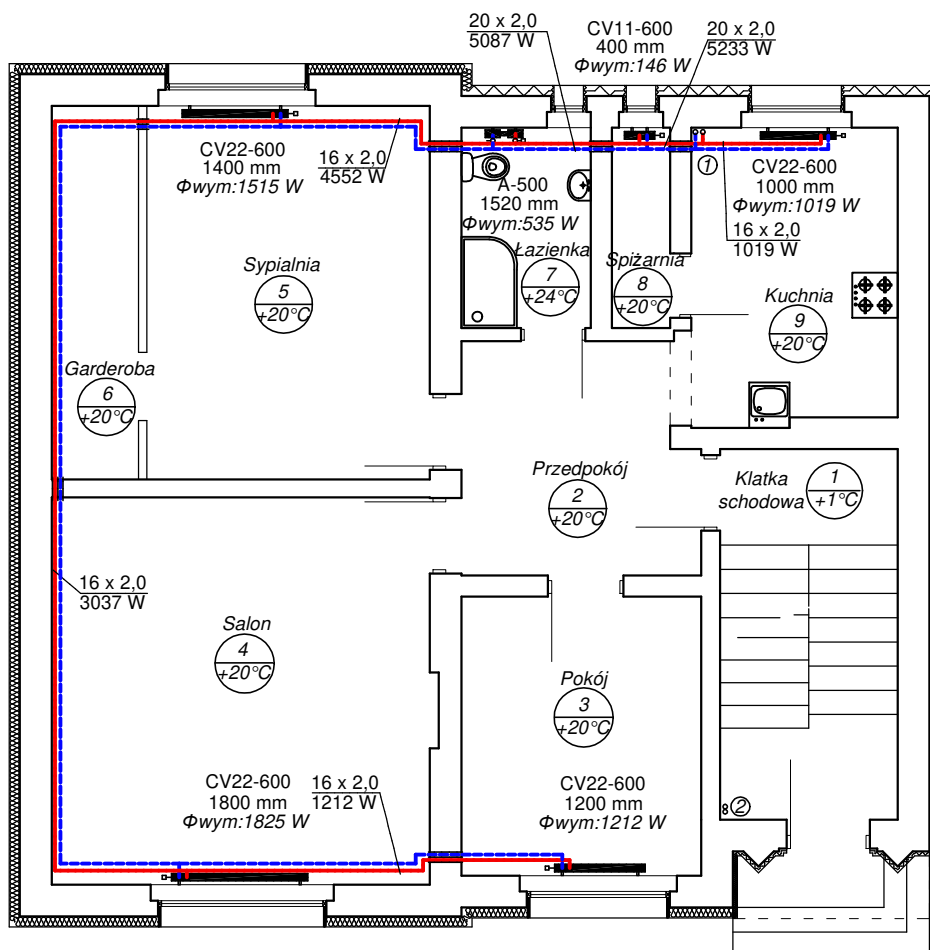 20 x 2,0
5087 W
CV11-600
400 mm
Φwym:146 W
20 x 2,0
5233 W
CV22-600
1400 mm
Φwym:1515 W
16 x 2,0
4552 W
A-500
1520 mm
Φwym:535 W
1
CV22-600
1000 mm
Φwym:1019 W
16 x 2,0
1019 W
Sypialnia
5
+20°C
Łazienka
7
+24°C
Spiżarnia
8
+20°C
Kuchnia
9
+20°C
Garderoba
6
+20°C
Przedpokój
2
+20°C
Klatka
schodowa
1
+1°C
16 x 2,0
3037 W
Salon
4
+20°C
Pokój
3
+20°C
CV22-600
1800 mm
Φwym:1825 W
16 x 2,0
1212 W
CV22-600
1200 mm
Φwym:1212 W
2